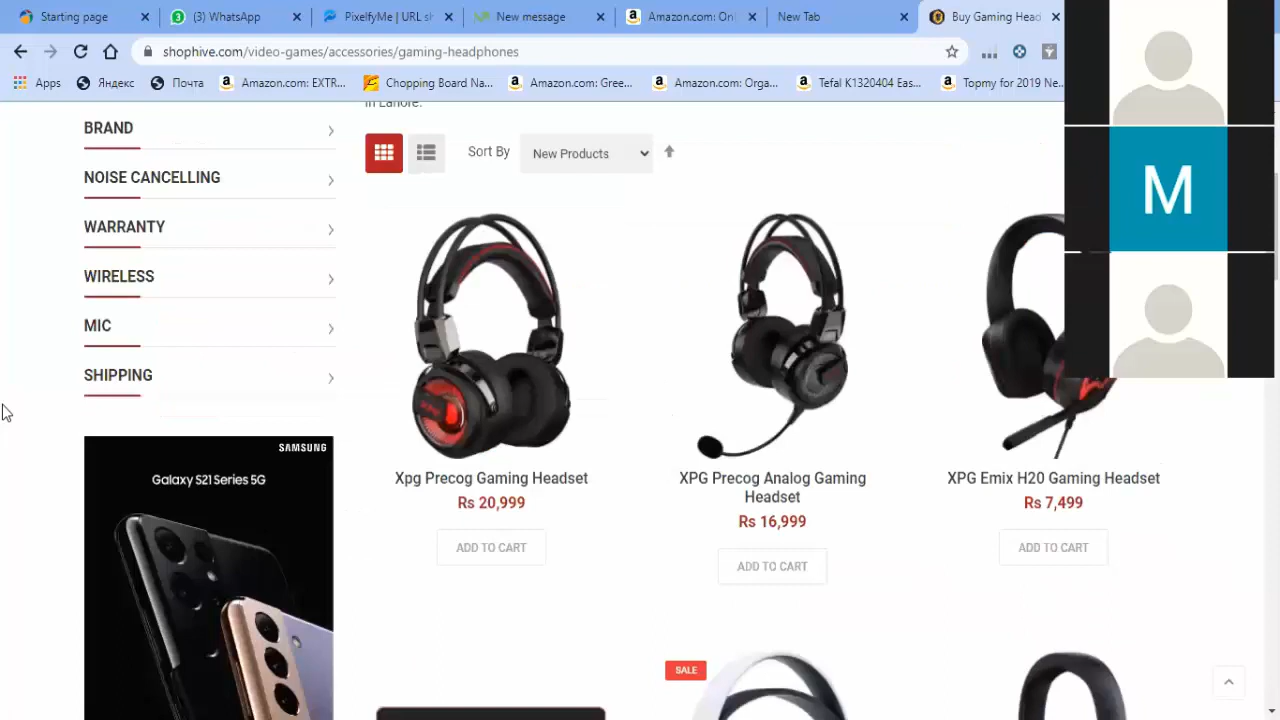 Starting page
(3) WhatsApp
PixelfyMe | URL sh
New message
Amazon.com: Onl
New Tab
Buy Gaming Head
shophive.com/video-games/accessories/gaming-headphones
Apps
Яндекс
Почта
Amazon.com: EXTR...
Chopping Board Na...
Amazon.com: Gree...
Amazon.com: Orga...
Tefal K1320404 Eas...
Topmy for 2019 Ne...
in Lahore.
BRAND
NOISE CANCELLING
WARRANTY
WIRELESS
MIC
SHIPPING
Sort By
New Products
Xpg Precog Gaming Headset
Rs 20,999
ADD TO CART
XPG Precog Analog Gaming
Headset
Rs 16,999
ADD TO CART
XPG Emix H20 Gaming Headset
Rs 7,499
ADD TO CART
SAMSUNG
Galaxy S21 Series 5G
SALE
M